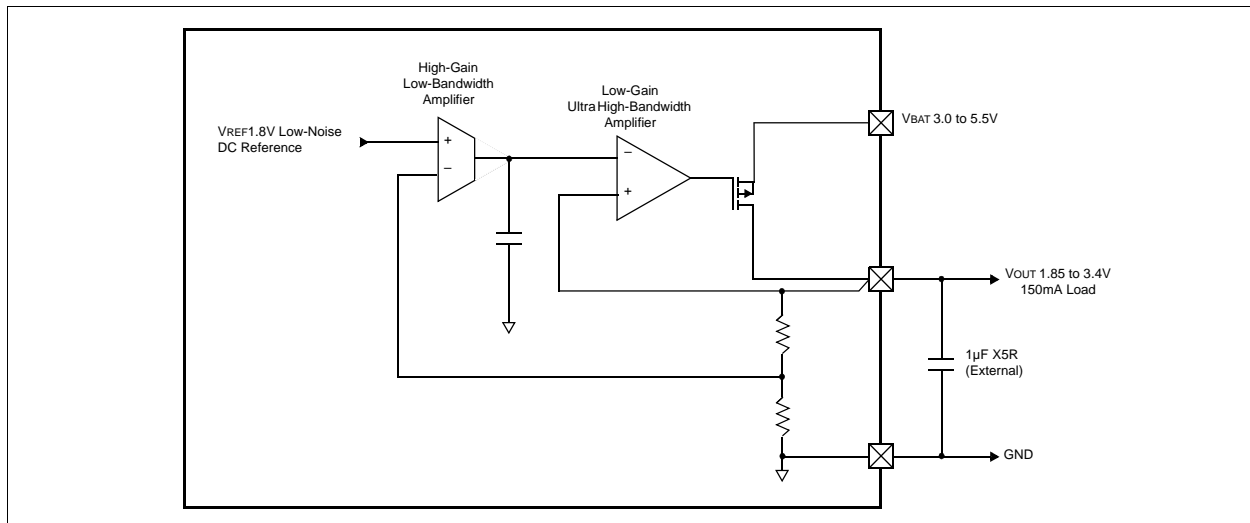 High-Gain
Low-Bandwidth
Amplifier
Low-Gain
Ultra High-Bandwidth
Amplifier
VREF1.8V Low-Noise
DC Reference
+
–
–
+
VBAT 3.0 to 5.5V
VOUT 1.85 to 3.4V
150mA Load
1µF X5R
(External)
GND